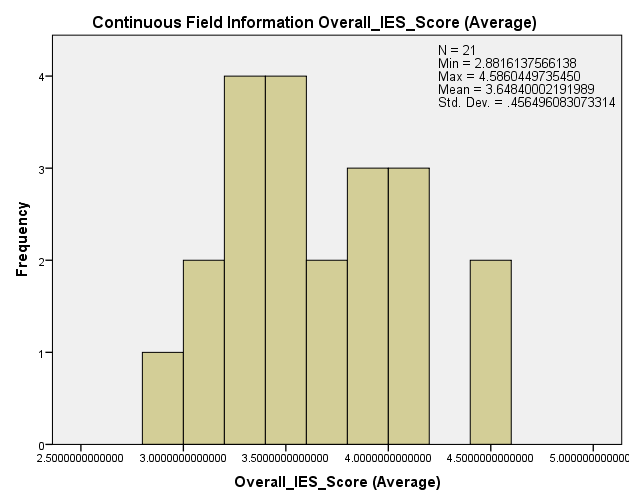 Continuous Field Information Overall_IES_Score (Average)
N = 21
Min = 2.8816137566138
Max = 4.5860449735450
Mean = 3.64840002191989
Std. Dev. = .456496083073314
Frequency
4
3
2
1
0
2.5000000000000 3.0000000000000 3.5000000000000 4.0000000000000 4.5000000000000 5.000000000000
Overall_IES_Score (Average)